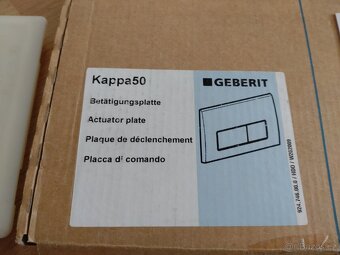 Kappa50
GEBERIT
Betätigungsplatte
Actuator plate
Plaque de déclenchement
Placca di comando